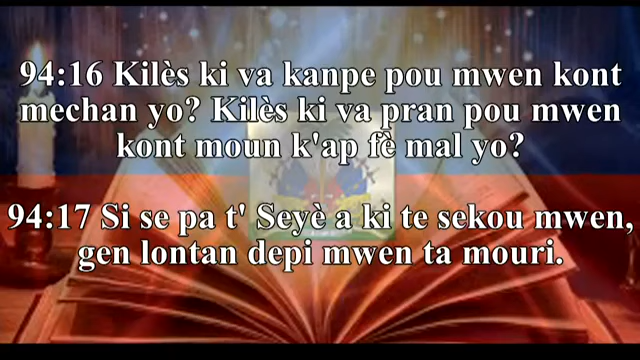 94:16 Kilès ki va kanpe pou mwen kont
mechan yo? Kilès ki va pran pou mwen
kont moun k'ap fè mal yo?
94:17 Si se pa t' Seyè a ki te sekou mwen,
gen lontan depi mwen ta mouri.